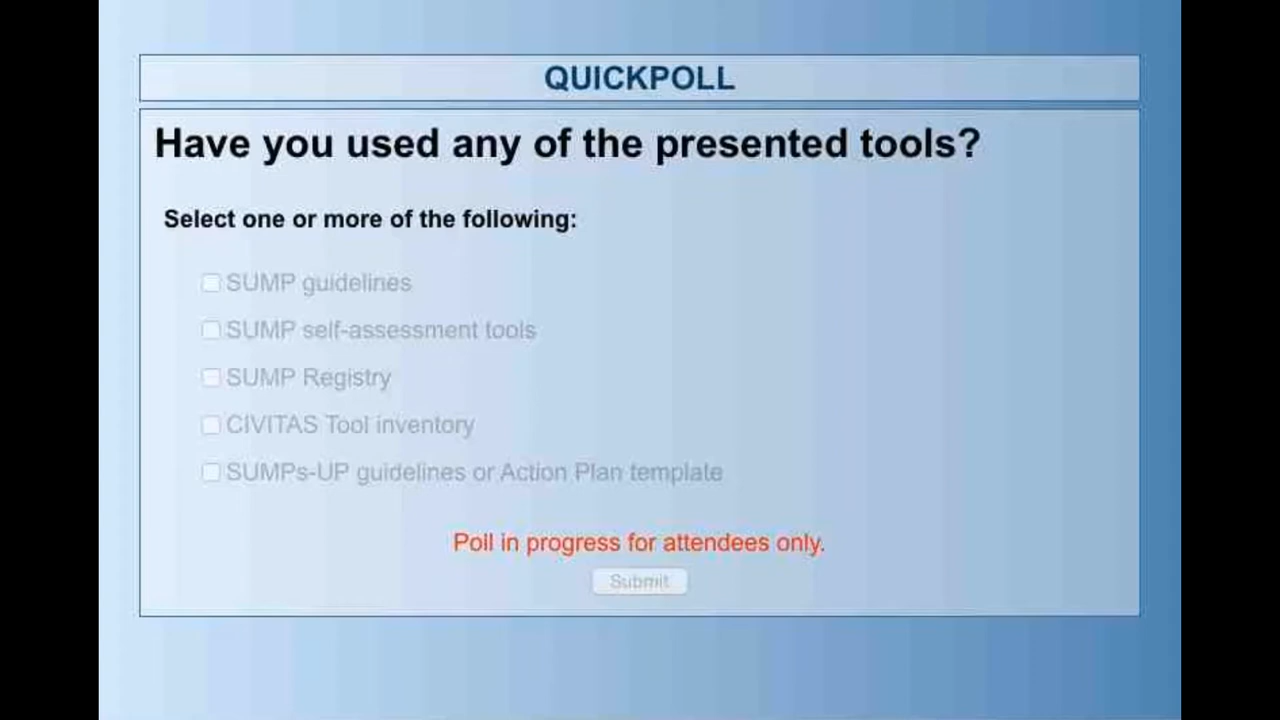 QUICKPOLL
Have you used any of the presented tools?
Select one or more of the following:
SUMP guidelines
SUMP self-assessment tools
SUMP Registry
CIVITAS Tool inventory
SUMPs-UP guidelines or Action Plan template
Poll in progress for attendees only.
Submit